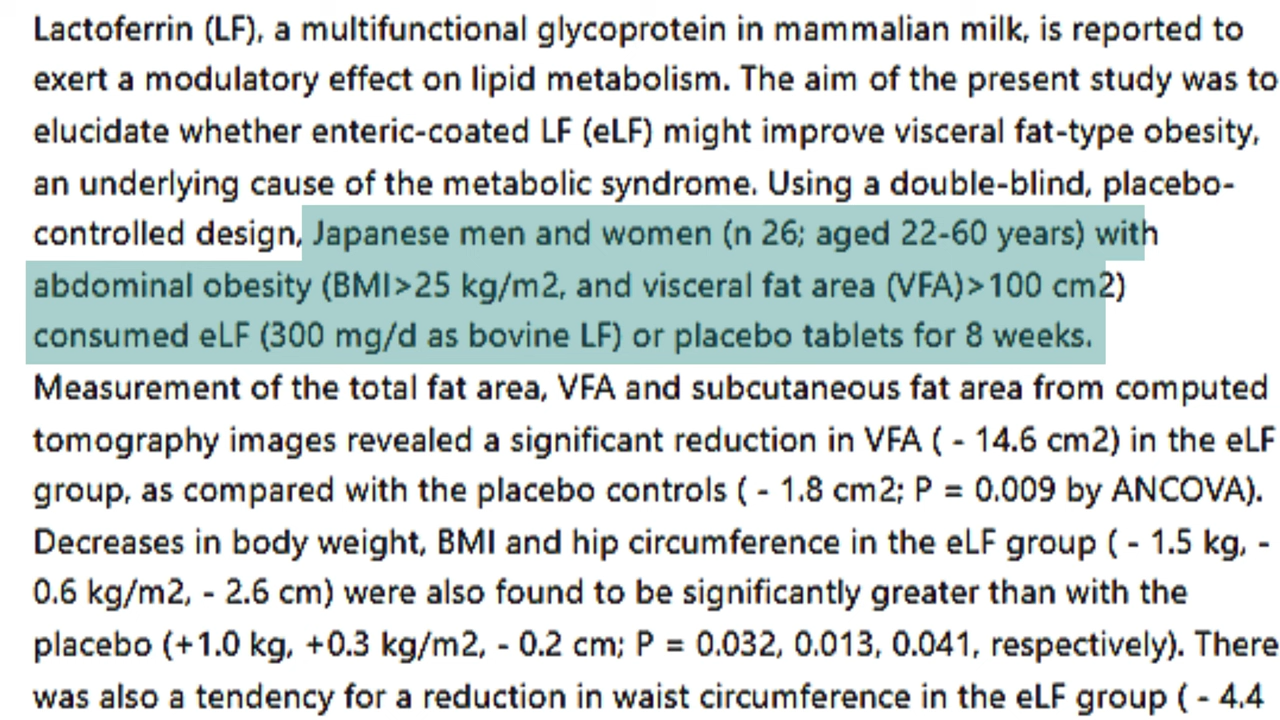 Lactoferrin (LF), a multifunctional glycoprotein in mammalian milk, is reported to
exert a modulatory effect on lipid metabolism. The aim of the present study was to
elucidate whether enteric-coated LF (eLF) might improve visceral fat-type obesity,
an underlying cause of the metabolic syndrome. Using a double-blind, placebo-
controlled design, Japanese men and women (n 26; aged 22-60 years) with
abdominal obesity (BMI>25 kg/m2, and visceral fat area (VFA)>100 cm2)
consumed eLF (300 mg/d as bovine LF) or placebo tablets for 8 weeks.
Measurement of the total fat area, VFA and subcutaneous fat area from computed
tomography images revealed a significant reduction in VFA ( - 14.6 cm2) in the eLF
group, as compared with the placebo controls ( - 1.8 cm2; P = 0.009 by ANCOVA).
Decreases in body weight, BMI and hip circumference in the eLF group ( - 1.5 kg, -
0.6 kg/m2, - 2.6 cm) were also found to be significantly greater than with the
placebo (+1.0 kg, +0.3 kg/m2, - 0.2 cm; P = 0.032, 0.013, 0.041, respectively). There
was also a tendency for a reduction in waist circumference in the eLF group ( - 4.4